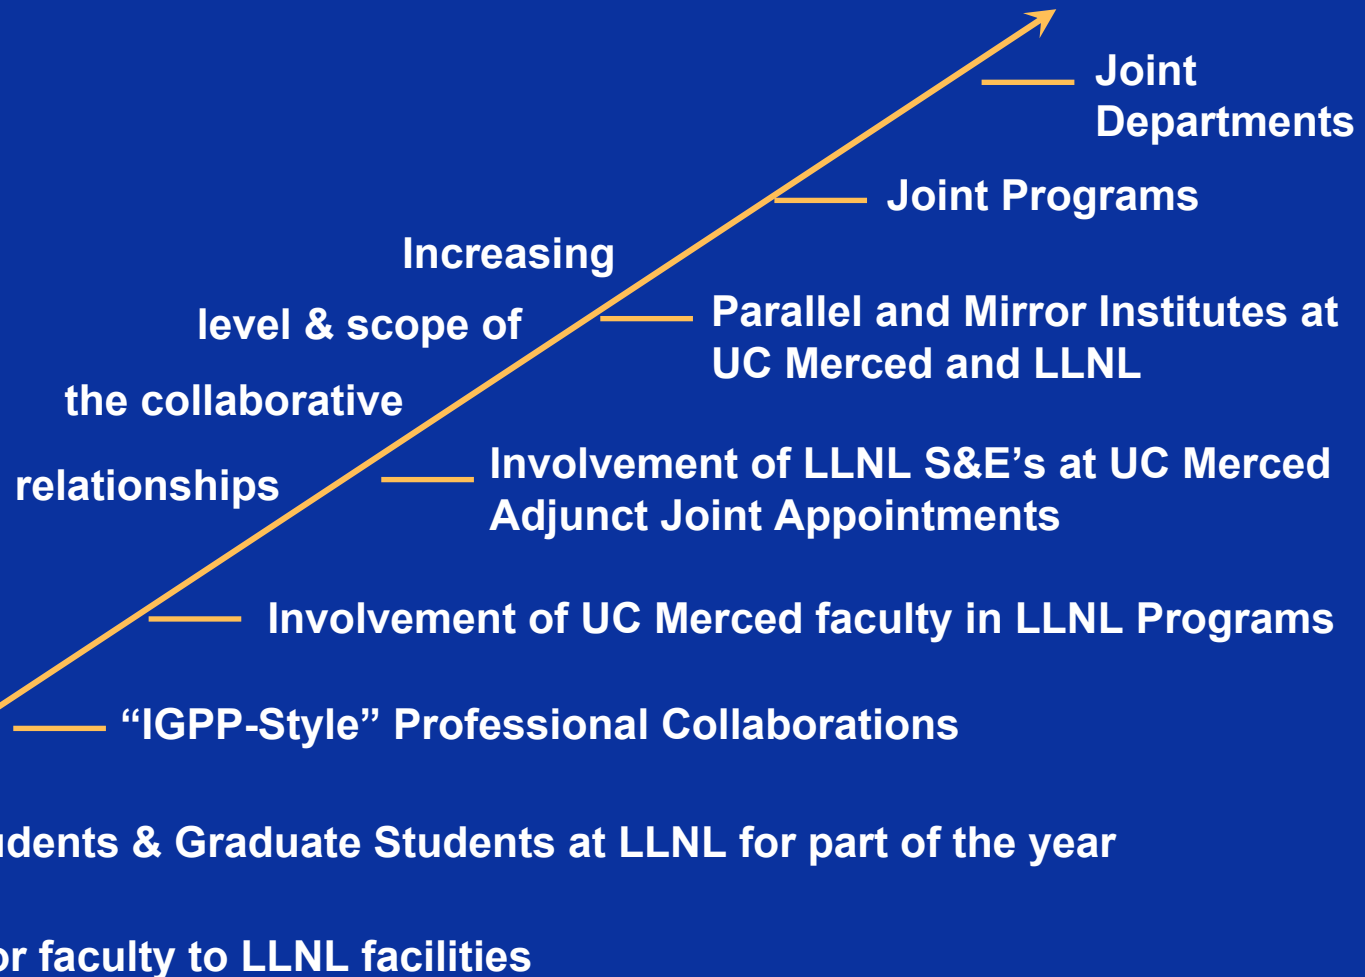 Joint
Departments
Joint Programs
Increasing
level & scope of
the collaborative
relationships
Parallel and Mirror Institutes at
UC Merced and LLNL
Involvement of LLNL S&E’s at UC Merced
Adjunct Joint Appointments
Involvement of UC Merced faculty in LLNL Programs
“IGPP-Style” Professional Collaborations
& Graduate Students at LLNL for part of the year
faculty to LLNL facilities